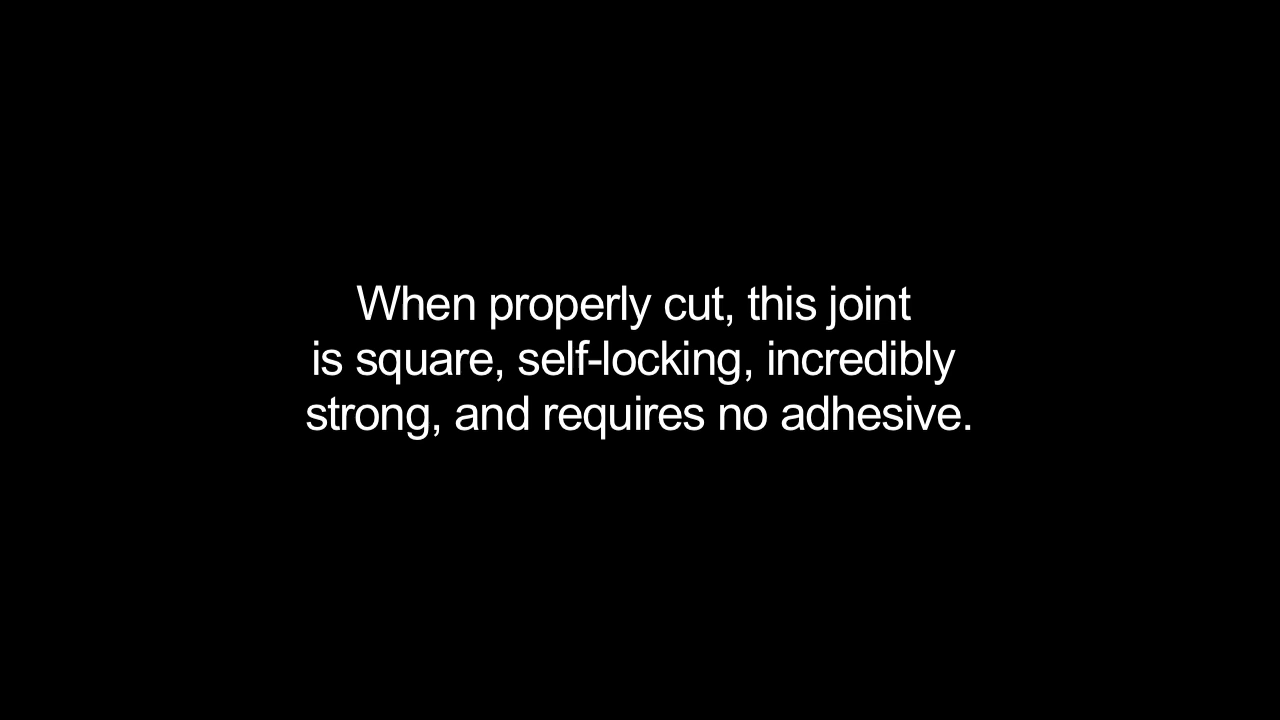 When properly cut, this joint
is square, self-locking, incredibly
strong, and requires no adhesive.